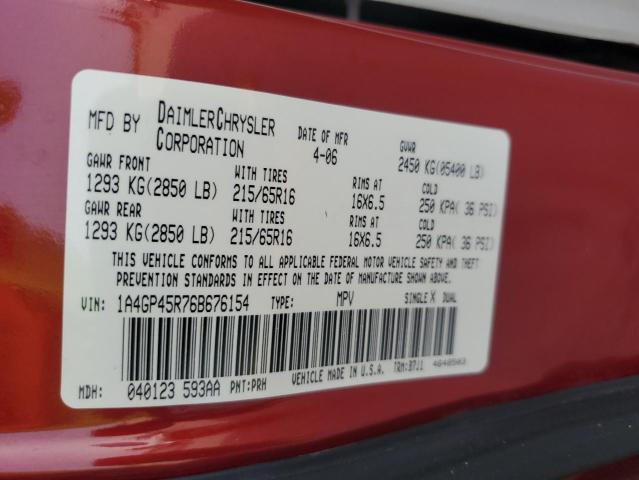 MFD BY DAIMLERCHRYSLER CORPORATION DATE OF MFR 4-06 GVWR 2450 KG(05400 LB)
GAWR FRONT WITH TIRES RIMS AT COLD
1293 KG(2850 LB) 215/65R16 16X6.5 250 KPA( 36 PSI)
GAWR REAR WITH TIRES RIMS AT COLD
1293 KG(2850 LB) 215/65R16 16X6.5 250 KPA( 36 PSI)
THIS VEHICLE CONFORMS TO ALL APPLICABLE FEDERAL MOTOR VEHICLE SAFETY AND THEFT
PREVENTION STANDARDS IN EFFECT ON THE DATE OF MANUFACTURE SHOWN ABOVE.
VIN: 1A4GP45R76B676154 TYPE: MPV SINGLE X DUAL
MDH: 040123 593AA PNT:PRH VEHICLE MADE IN U.S.A. TRM:B7J1